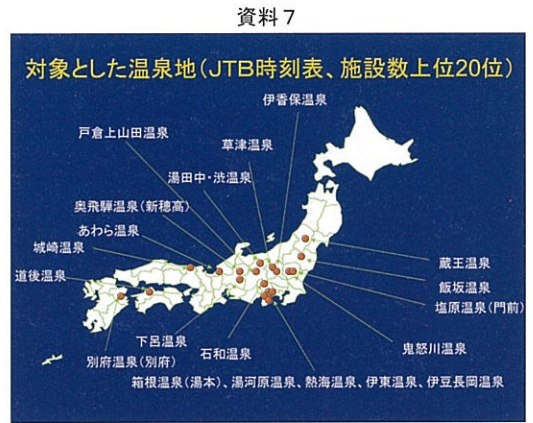 資料7
対象とした温泉地(JTB時刻表、施設数上位20位)
伊香保温泉
戸倉上山田温泉
草津温泉
湯田中・渋温泉
奥飛騨温泉(新穂高)
あわら温泉
城崎温泉
道後温泉
蔵王温泉
飯坂温泉
塩原温泉(門前)
鬼怒川温泉
下呂温泉
石和温泉
別府温泉(別府)
箱根温泉(湯本)、湯河原温泉、熱海温泉、伊東温泉、伊豆長岡温泉